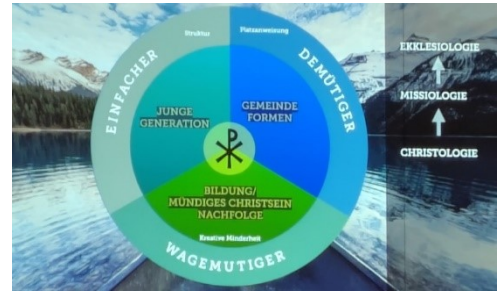 Struktur
Platzanweisung
EINFACHER
DEMÜTIGER
JUNGE
GENERATION
GEMEINDE
FORMEN
BILDUNG/
MÜNDIGES CHRISTSEIN
NACHFOLGE
Kreative Minderheit
WAGEMUTIGER
EKKLESIOLOGIE
MISSIOLOGIE
CHRISTOLOGIE